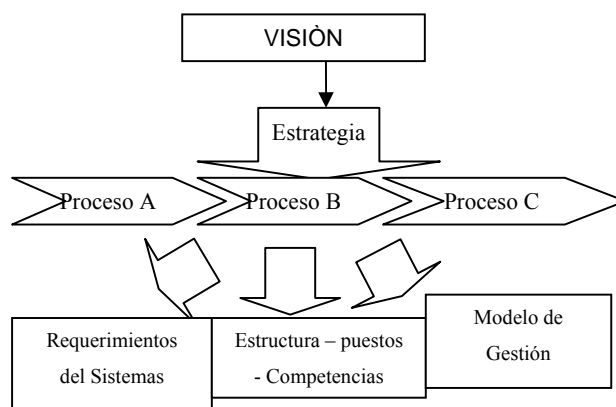 VISIÒN
Estrategia
Proceso A
Proceso B
Proceso C
Requerimientos
del Sistemas
Estructura – puestos
- Competencias
Modelo de
Gestión